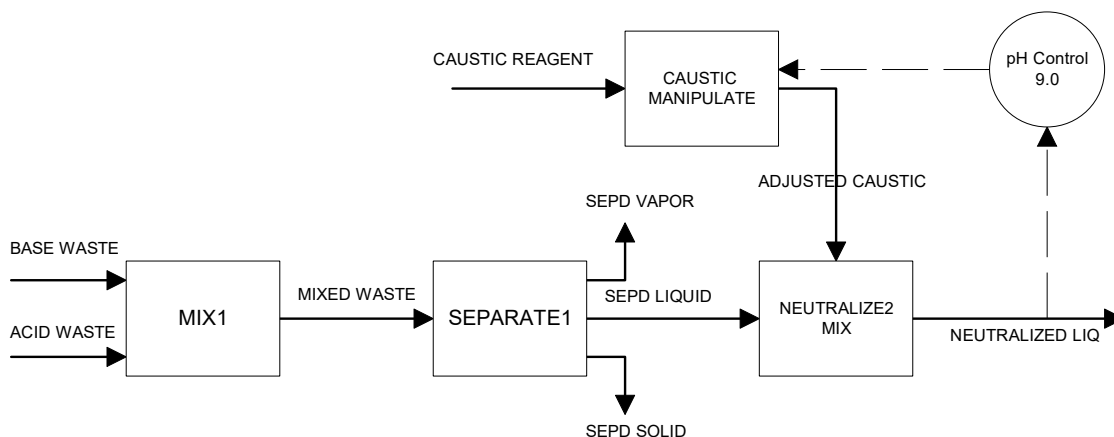 CAUSTIC REAGENT
CAUSTIC
MANIPULATE
pH Control
9.0
ADJUSTED CAUSTIC
SEPD VAPOR
BASE WASTE
MIXED WASTE
SEPD LIQUID
MIX1
SEPARATE1
NEUTRALIZE2
MIX
ACID WASTE
NEUTRALIZED LIQ
SEPD SOLID